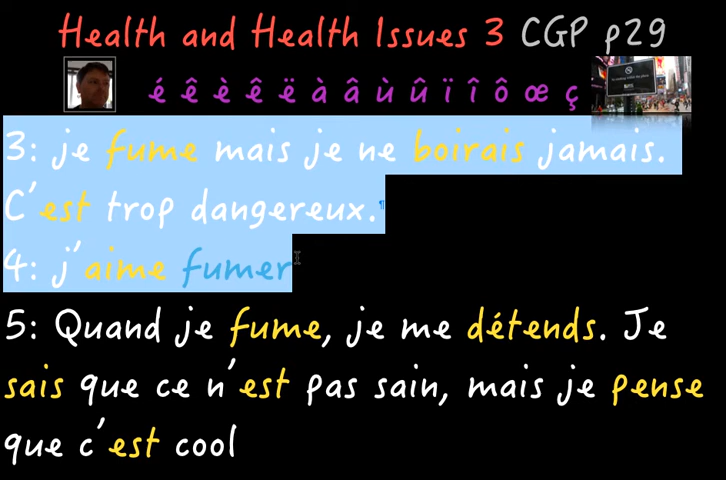 Health and Health Issues 3 CGP p29
é ê è ê ë à â ù û ï î ô œ ç
3: je fume mais je ne boirais jamais.
C'est trop dangereux.
4: j'aime fumer
5: Quand je fume, je me détends. Je
sais que ce n'est pas sain, mais je pense
que c'est cool